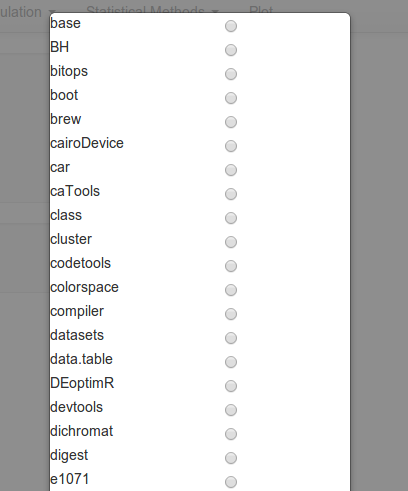 ulation Statistical Methods Plot
base
BH
bitops
boot
brew
cairoDevice
car
caTools
class
cluster
codetools
colorspace
compiler
datasets
data.table
DEoptimR
devtools
dichromat
digest
e1071